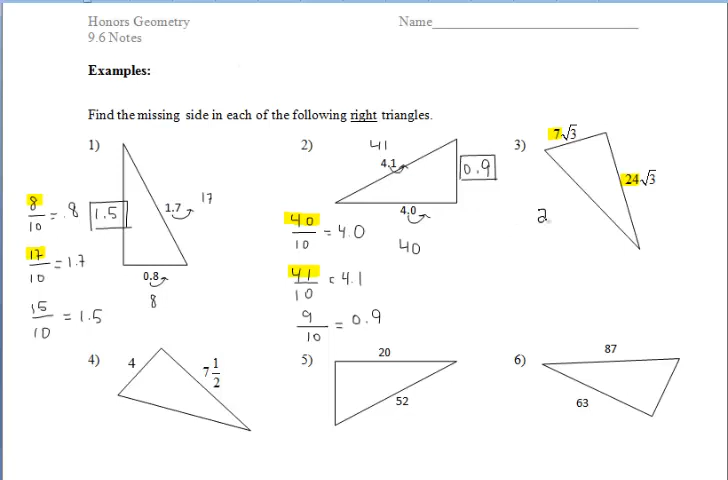 Honors Geometry Name
9.6 Notes
Examples:
Find the missing side in each of the following right triangles.
1)
8/10 = .8
1.5
1.7
17
17/10 = 1.7
0.8
8
15/10 = 1.5
2)
41
4.1
0.9
4.0
40/10 = 4.0
40
41/10 = 4.1
9/10 = 0.9
3)
7√3
24√3
2
4)
4
7 1/2
5)
20
52
6)
87
63